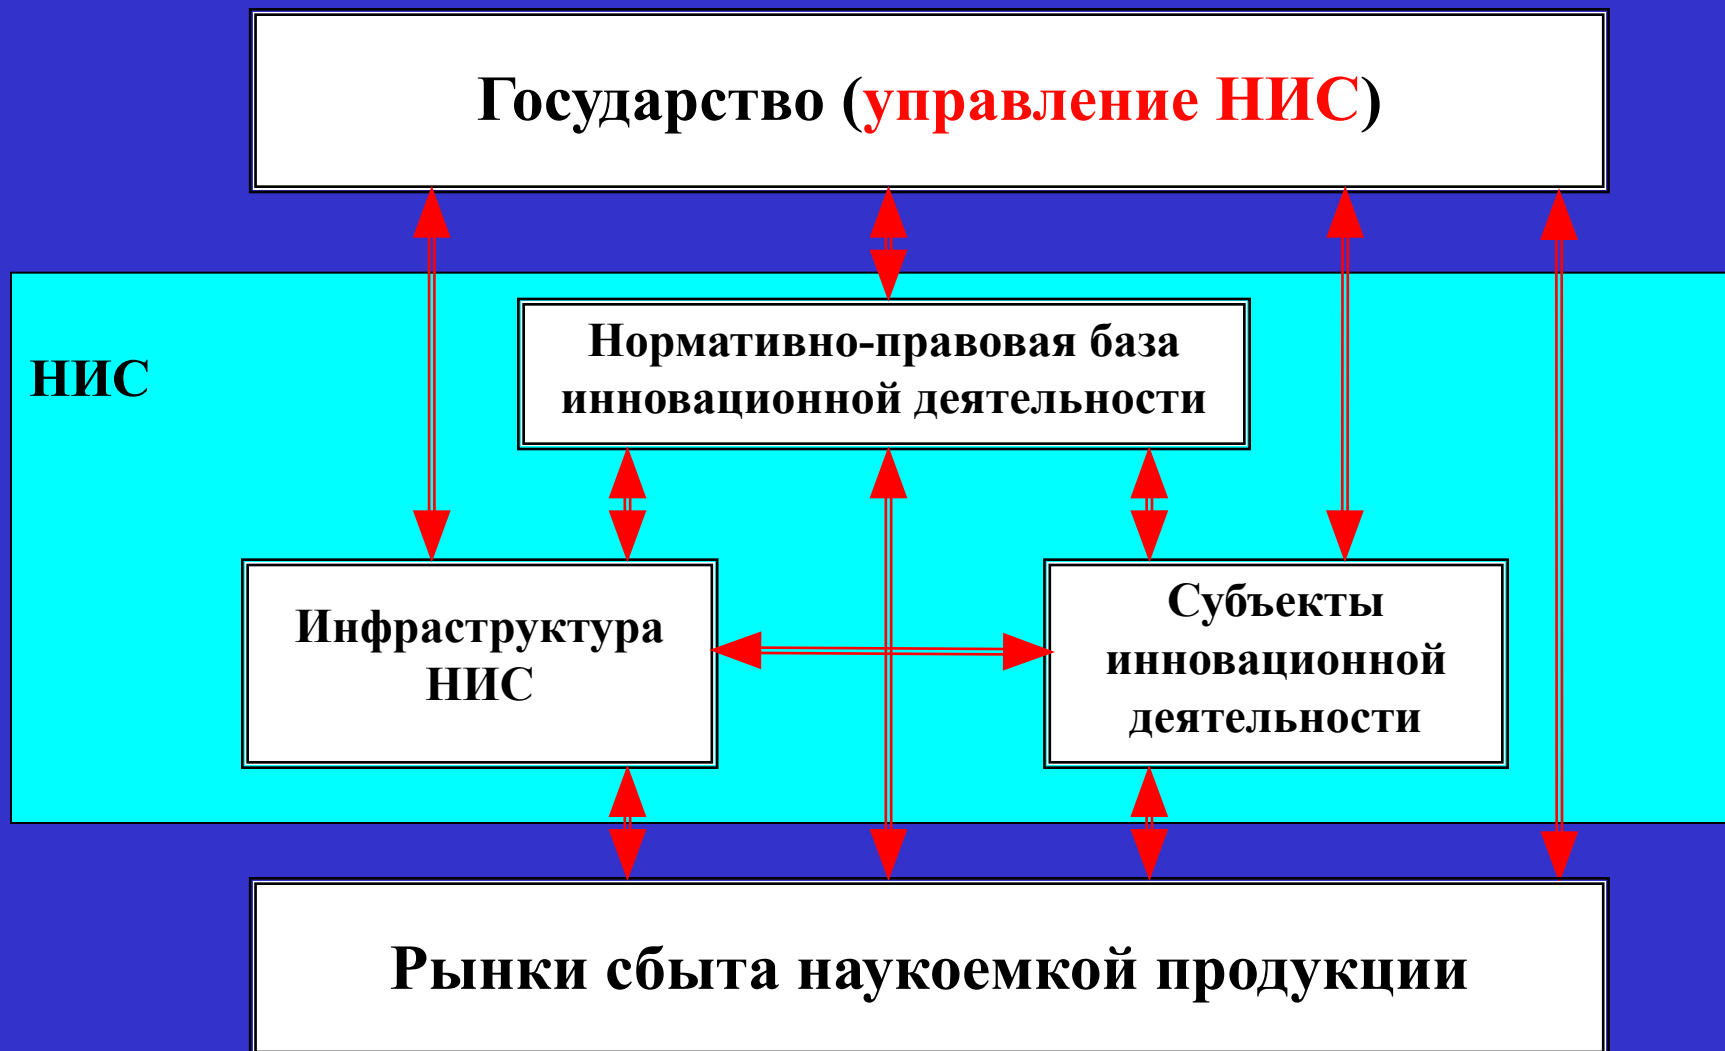 Государство (управление НИС)
НИС
Нормативно-правовая база
инновационной деятельности
Инфраструктура
НИС
Субъекты
инновационной
деятельности
Рынки сбыта наукоемкой продукции